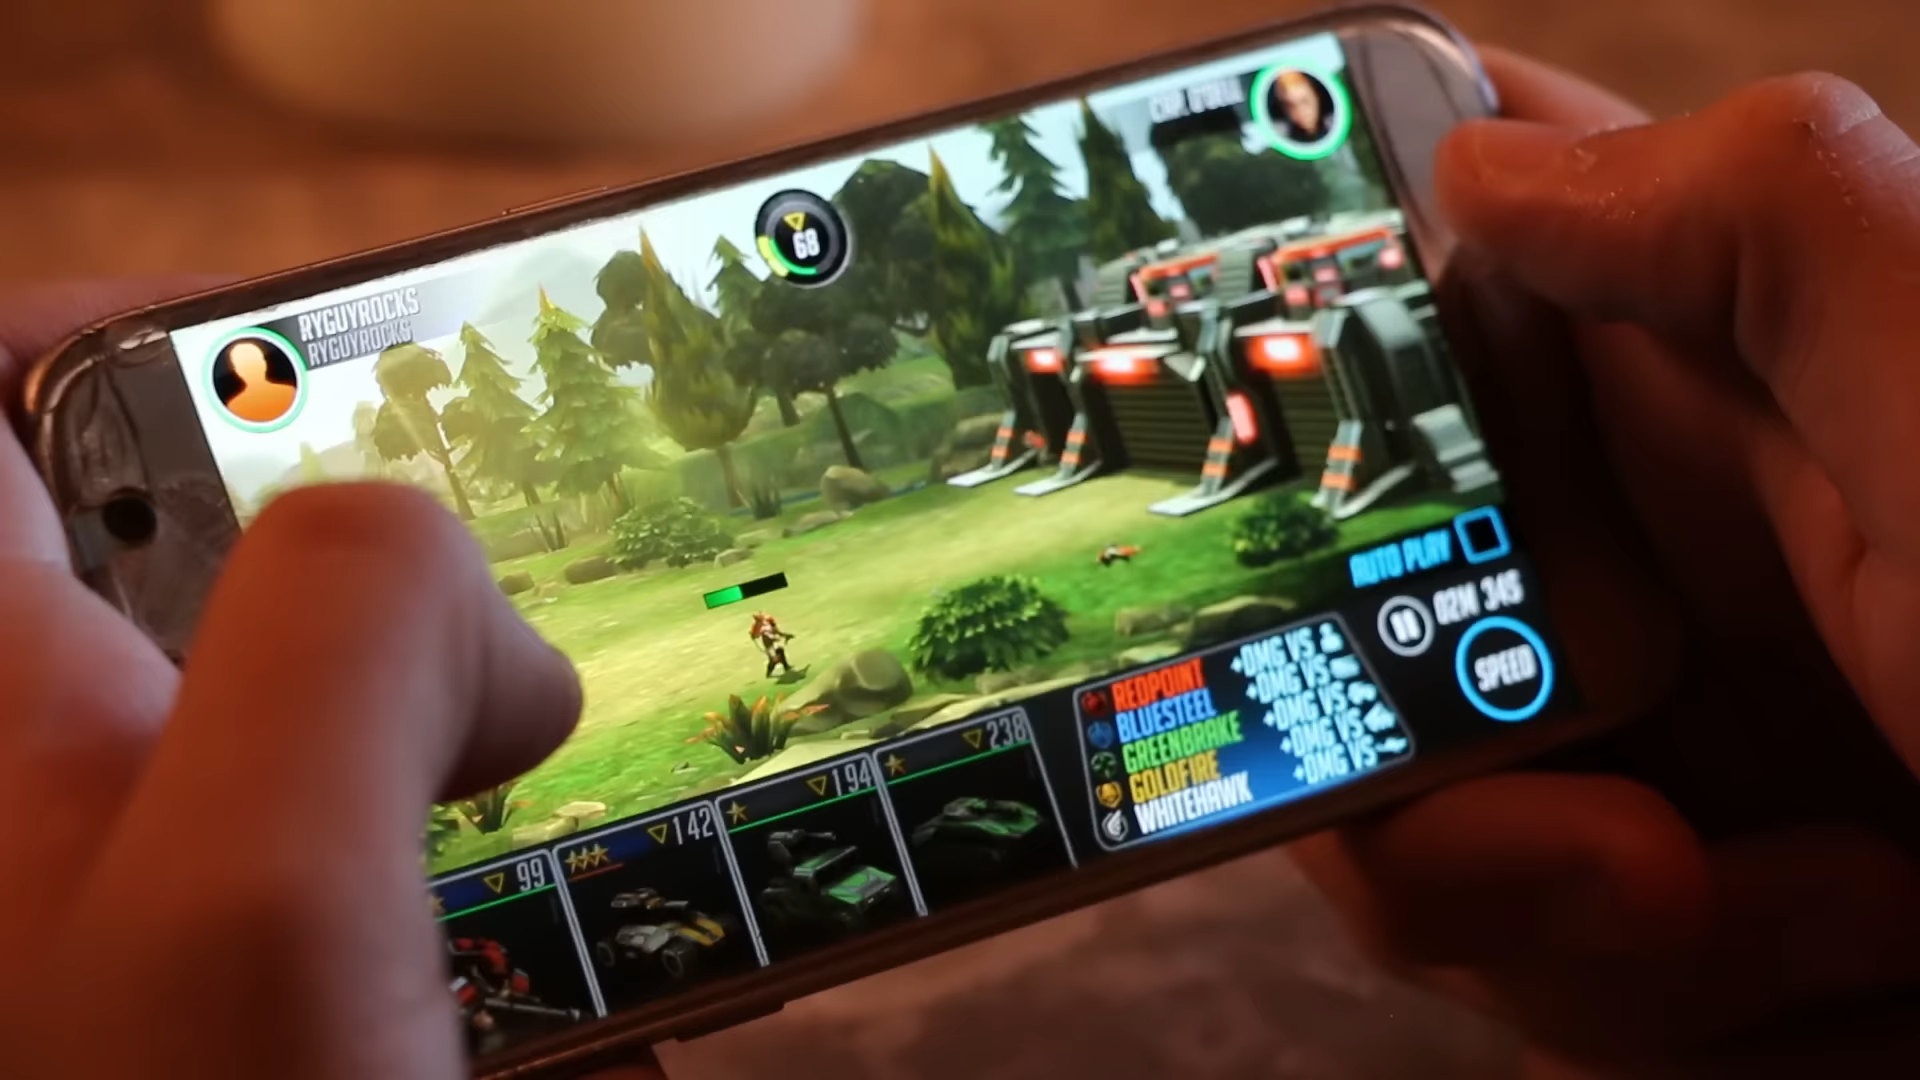 RYGUYROCKS
RYGUYROCKS
68
AUTO PLAY
02M 34S
SPEED
99
142
194
238
REDPOINT +DMG VS
BLUESTEEL +DMG VS
GREENBRAKE +DMG VS
GOLDFIRE +DMG VS
WHITEHAWK +DMG VS